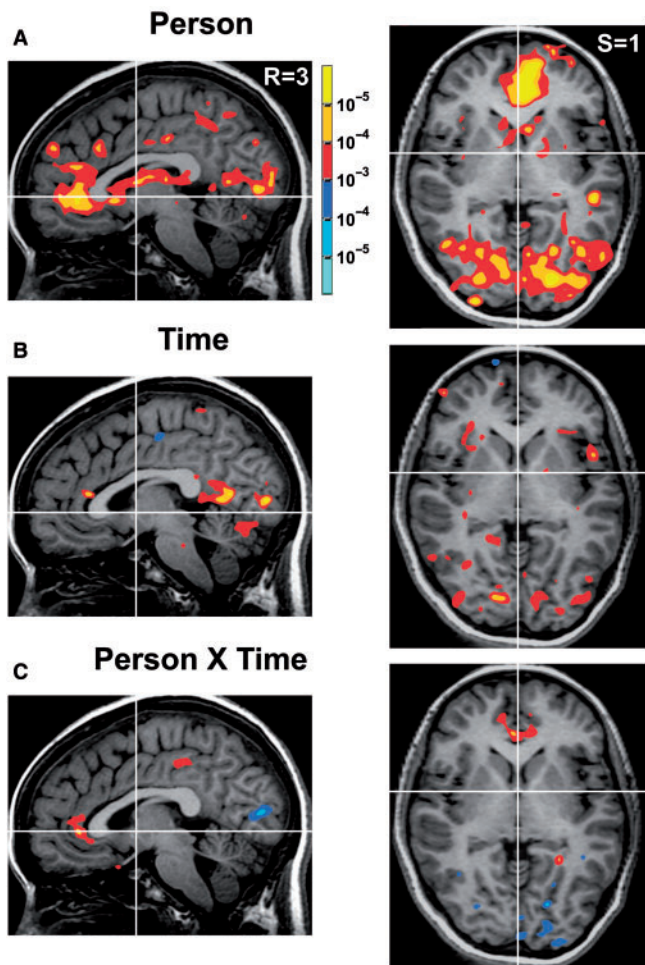 Person
A
R=3
S=1
10⁻⁵
10⁻⁴
10⁻³
10⁻⁴
10⁻⁵
Time
B
Person X Time
C